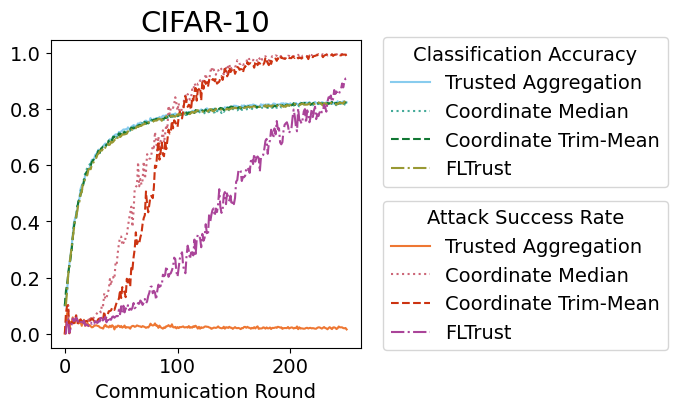 CIFAR-10
1.0
0.8
0.6
0.4
0.2
0.0
0
100
200
Communication Round
Classification Accuracy
Trusted Aggregation
Coordinate Median
Coordinate Trim-Mean
FLTrust
Attack Success Rate
Trusted Aggregation
Coordinate Median
Coordinate Trim-Mean
FLTrust